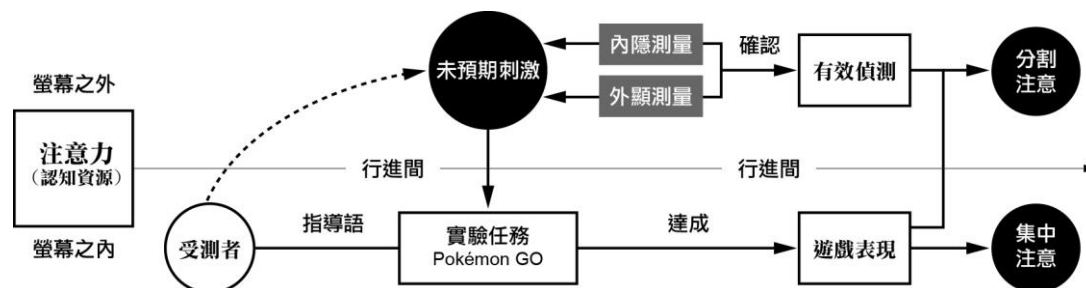 螢幕之外
注意力
（認知資源）
螢幕之內
受測者
未預期刺激
內隱測量
外顯測量
確認
有效偵測
分割
注意
行進間
行進間
指導語
實驗任務
Pokémon GO
達成
遊戲表現
集中
注意